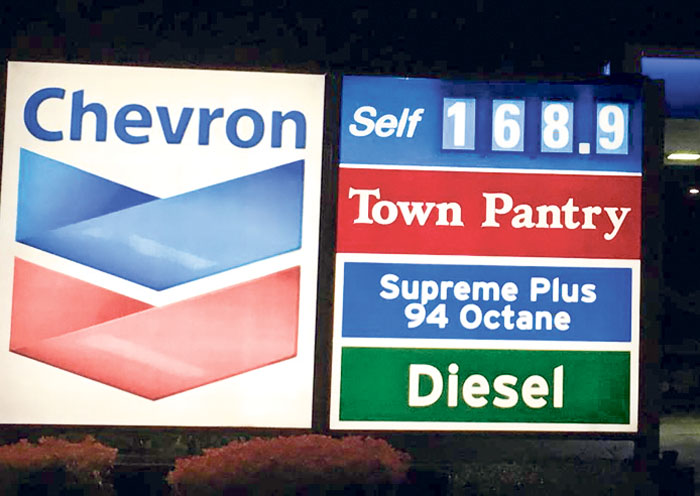 Chevron
Self 168.9
Town Pantry
Supreme Plus
94 Octane
Diesel